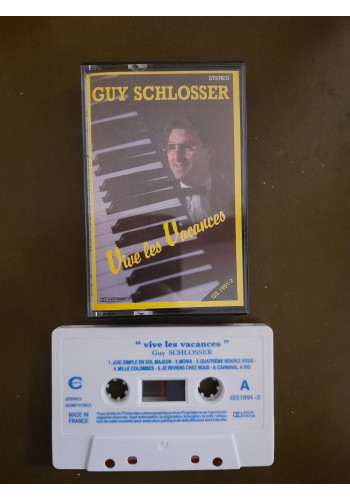 STEREO
GUY SCHLOSSER
Vive les Vacances
GS 1991-2
" vive les vacances "
Guy SCHLOSSER
1. JOIE SIMPLE EN SOL MAJEUR - 2. MONIA - 3. QUATRIÈME RENDEZ-VOUS -
4. MILLE COLOMBES - 5. JE REVIENS CHEZ NOUS - 6. CARNAVAL A RIO
STEREO
A
GS1991-2
MADE IN
FRANCE